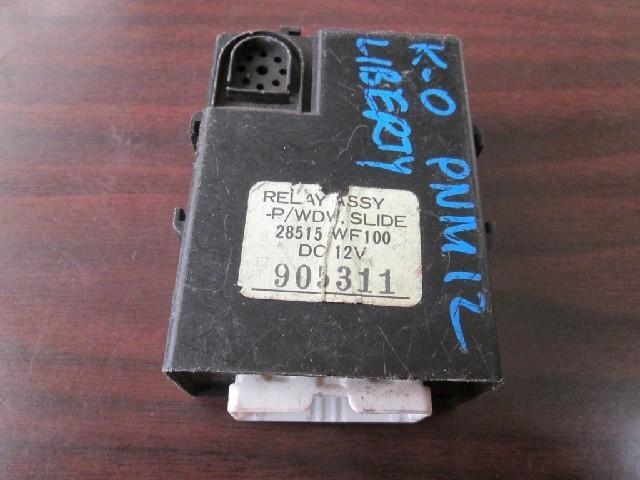 RELAY ASSY
-P/WDW, SLIDE
28515-WF100
DC 12V
905311
K-O PNM12
LIBERTY